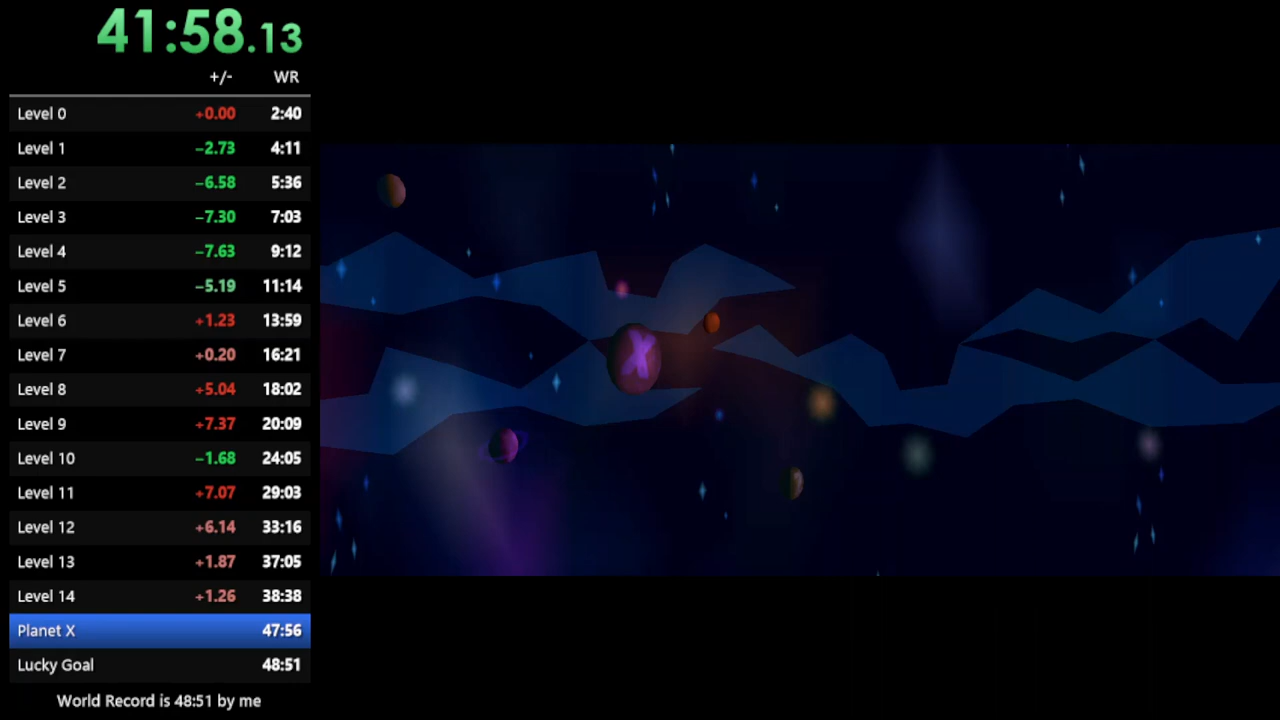 41:58.13
+/- WR
Level 0 +0.00 2:40
Level 1 −2.73 4:11
Level 2 −6.58 5:36
Level 3 −7.30 7:03
Level 4 −7.63 9:12
Level 5 −5.19 11:14
Level 6 +1.23 13:59
Level 7 +0.20 16:21
Level 8 +5.04 18:02
Level 9 +7.37 20:09
Level 10 −1.68 24:05
Level 11 +7.07 29:03
Level 12 +6.14 33:16
Level 13 +1.87 37:05
Level 14 +1.26 38:38
Planet X 47:56
Lucky Goal 48:51
World Record is 48:51 by me
X